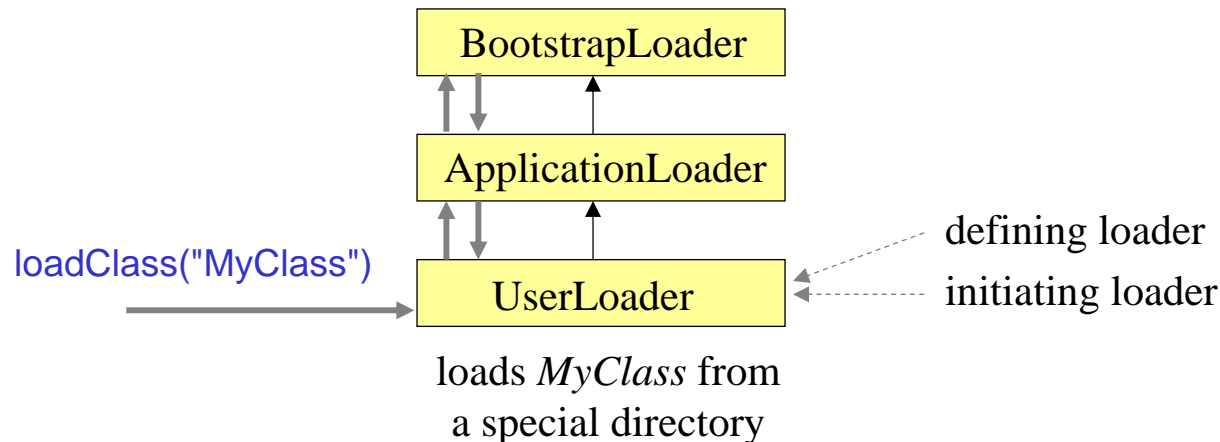 BootstrapLoader
ApplicationLoader
defining loader
loadClass("MyClass")
UserLoader
initiating loader
loads MyClass from
a special directory